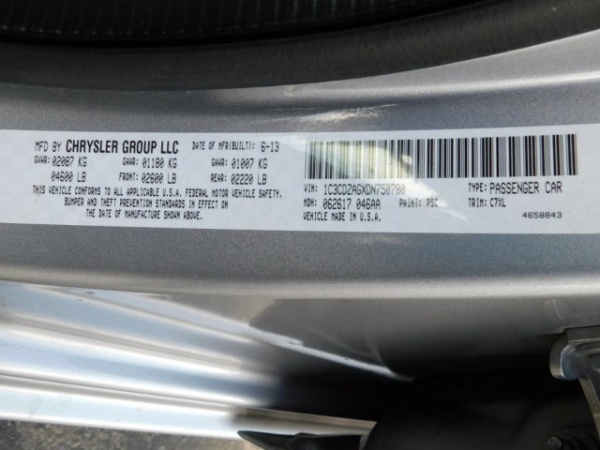 MFD BY CHRYSLER GROUP LLC DATE OF MFR(BUILT): 6-13
GVWR: 02087 KG GAWR: 01180 KG GAWR: 01007 KG
04600 LB FRONT: 02600 LB REAR: 02220 LB
THIS VEHICLE CONFORMS TO ALL APPLICABLE U.S.A. FEDERAL MOTOR VEHICLE SAFETY,
BUMPER AND THEFT PREVENTION STANDARDS IN EFFECT ON
THE DATE OF MANUFACTURE SHOWN ABOVE.
VIN: 1C3CDZAGXDN750780 TYPE: PASSENGER CAR
MDH: 062617 046AA PAINT: PSC TRIM: C7XL
VEHICLE MADE IN U.S.A. 4658843